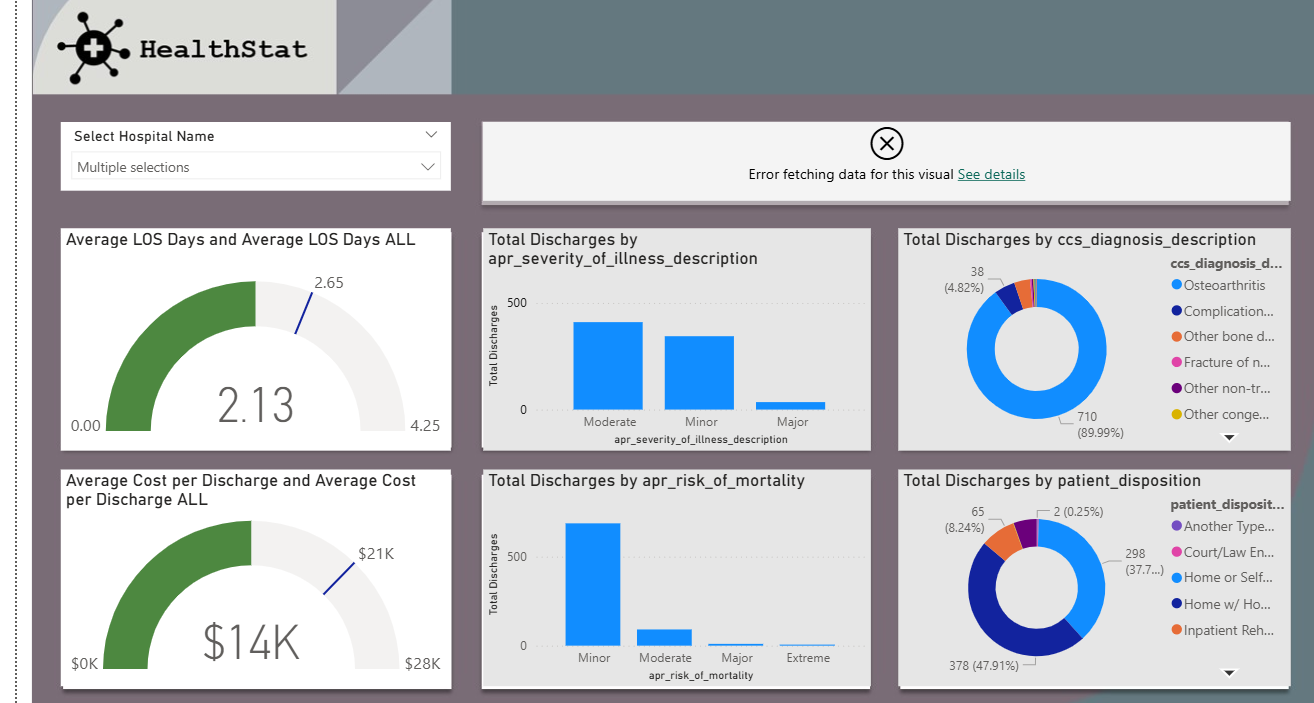 HealthStat
Select Hospital Name
Multiple selections
Error fetching data for this visual See details
Average LOS Days and Average LOS Days ALL
2.65
2.13
0.00
4.25
Total Discharges by
apr_severity_of_illness_description
Total Discharges
500
0
Moderate
Minor
Major
apr_severity_of_illness_description
Total Discharges by ccs_diagnosis_description
38
(4.82%)
710
(89.99%)
ccs_diagnosis_d...
Osteoarthritis
Complication...
Other bone d...
Fracture of n...
Other non-tr...
Other conge...
Average Cost per Discharge and Average Cost
per Discharge ALL
$21K
$14K
$0K
$28K
Total Discharges by apr_risk_of_mortality
Total Discharges
500
0
Minor
Moderate
Major
Extreme
apr_risk_of_mortality
Total Discharges by patient_disposition
65
(8.24%)
2 (0.25%)
298
(37.7...)
378 (47.91%)
patient_disposit...
Another Type...
Court/Law En...
Home or Self...
Home w/ Ho...
Inpatient Reh...